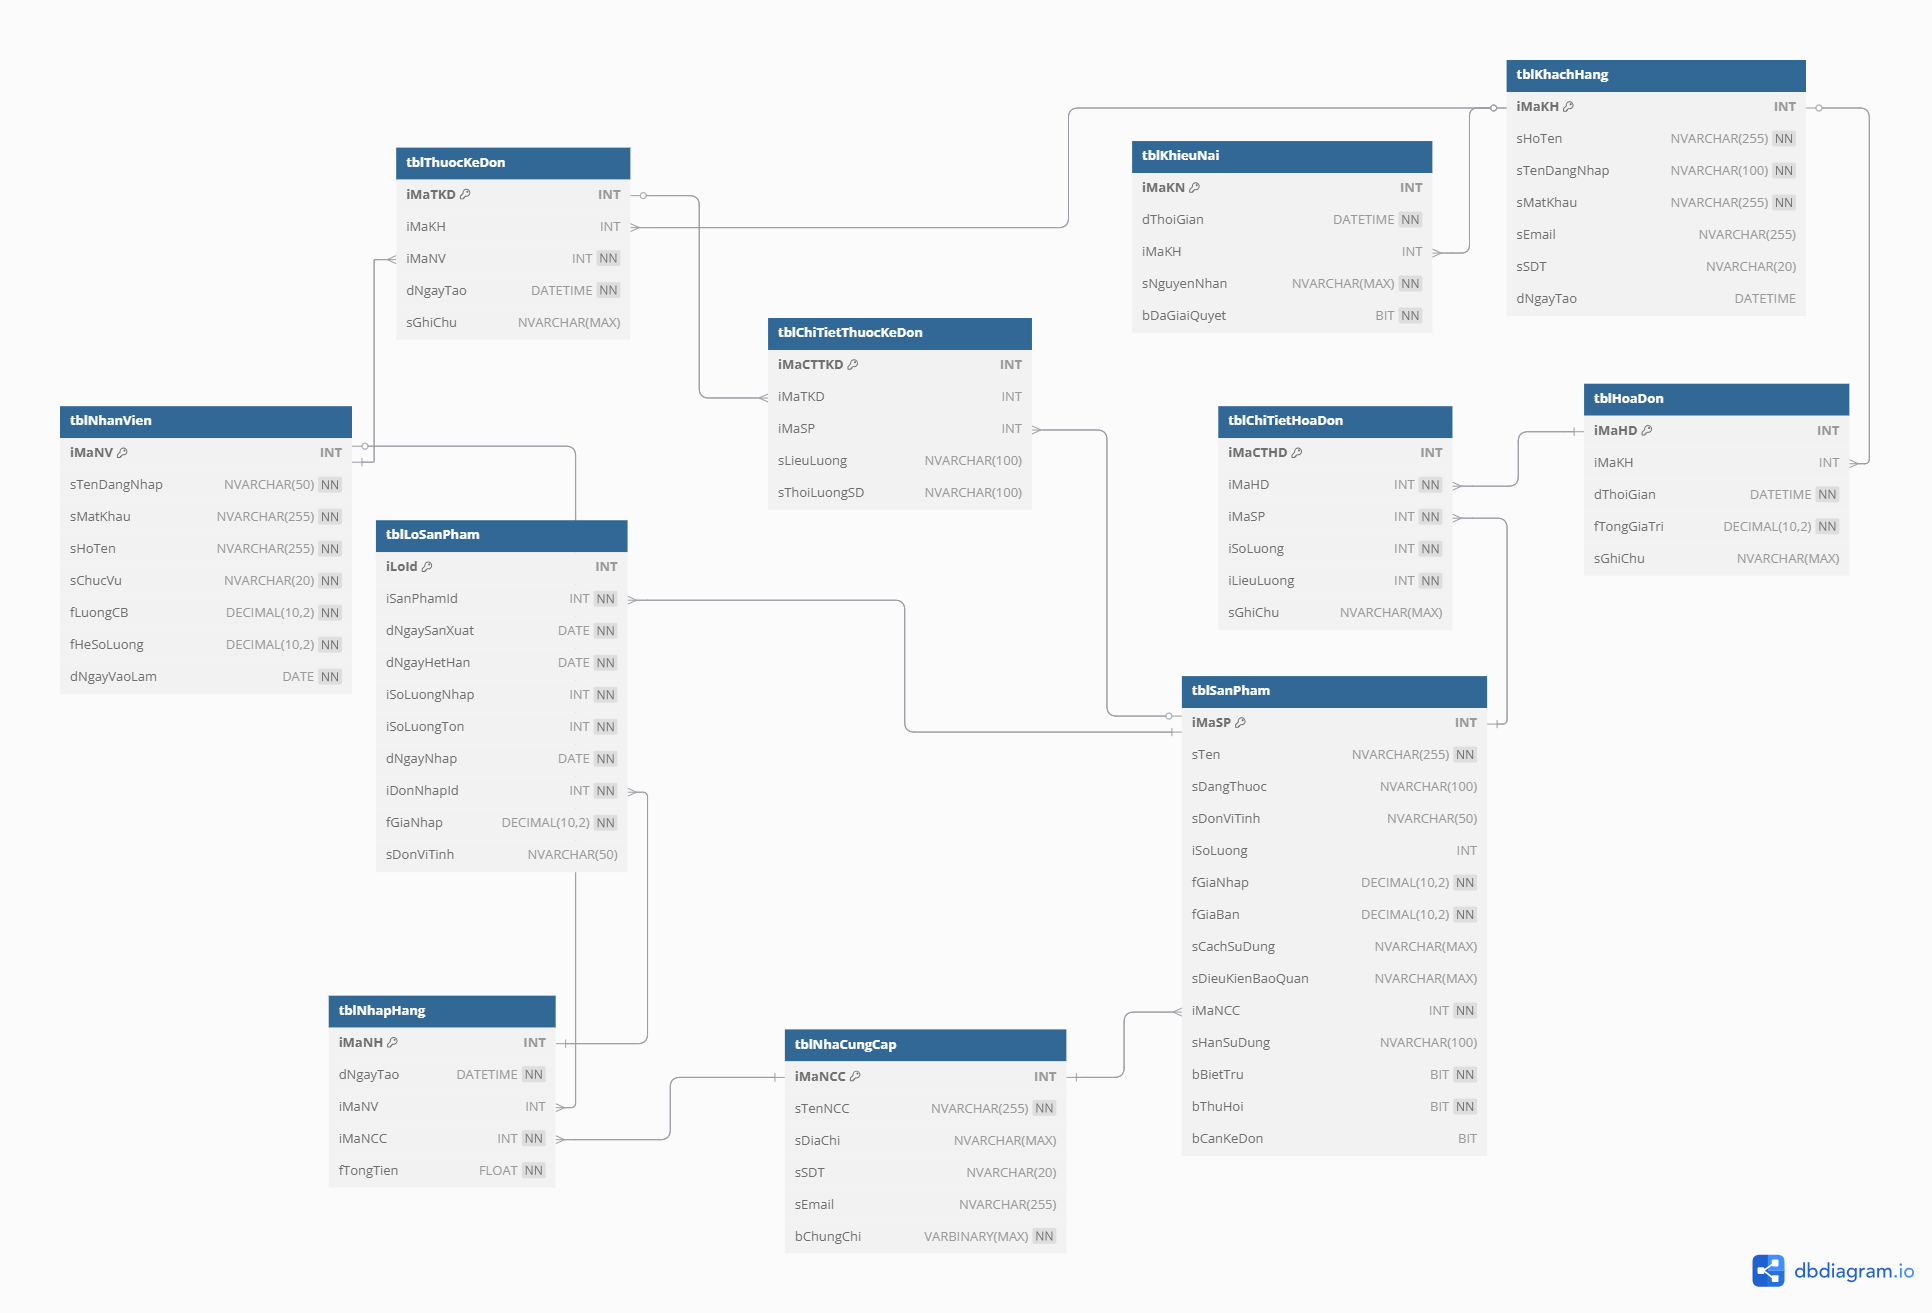 tblKhachHang
iMaKH INT
sHoTen NVARCHAR(255) NN
sTenDangNhap NVARCHAR(100) NN
sMatKhau NVARCHAR(255) NN
sEmail NVARCHAR(255)
sSDT NVARCHAR(20)
dNgayTao DATETIME
tblKhieuNai
iMaKN INT
dThoiGian DATETIME NN
iMaKH INT
sNguyenNhan NVARCHAR(MAX) NN
bDaGiaiQuyet BIT NN
tblThuocKeDon
iMaTKD INT
iMaKH INT
iMaNV INT NN
dNgayTao DATETIME NN
sGhiChu NVARCHAR(MAX)
tblChiTietThuocKeDon
iMaCTTKD INT
iMaTKD INT
iMaSP INT
sLieuLuong NVARCHAR(100)
sThoiLuongSD NVARCHAR(100)
tblHoaDon
iMaHD INT
iMaKH INT
dThoiGian DATETIME NN
fTongGiaTri DECIMAL(10,2) NN
sGhiChu NVARCHAR(MAX)
tblChiTietHoaDon
iMaCTHD INT
iMaHD INT NN
iMaSP INT NN
iSoLuong INT NN
iLieuLuong INT NN
sGhiChu NVARCHAR(MAX)
tblNhanVien
iMaNV INT
sTenDangNhap NVARCHAR(50) NN
sMatKhau NVARCHAR(255) NN
sHoTen NVARCHAR(255) NN
sChucVu NVARCHAR(20) NN
fLuongCB DECIMAL(10,2) NN
fHeSoLuong DECIMAL(10,2) NN
dNgayVaoLam DATE NN
tblLoSanPham
iLoId INT
iSanPhamId INT NN
dNgaySanXuat DATE NN
dNgayHetHan DATE NN
iSoLuongNhap INT NN
iSoLuongTon INT NN
dNgayNhap DATE NN
iDonNhapId INT NN
fGiaNhap DECIMAL(10,2) NN
sDonViTinh NVARCHAR(50)
tblSanPham
iMaSP INT
sTen NVARCHAR(255) NN
sDangThuoc NVARCHAR(100)
sDonViTinh NVARCHAR(50)
iSoLuong INT
fGiaNhap DECIMAL(10,2) NN
fGiaBan DECIMAL(10,2) NN
sCachSuDung NVARCHAR(MAX)
sDieuKienBaoQuan NVARCHAR(MAX)
iMaNCC INT NN
sHanSuDung NVARCHAR(100)
bBietTru BIT NN
bThuHoi BIT NN
bCanKeDon BIT
tblNhapHang
iMaNH INT
dNgayTao DATETIME NN
iMaNV INT
iMaNCC INT NN
fTongTien FLOAT NN
tblNhaCungCap
iMaNCC INT
sTenNCC NVARCHAR(255) NN
sDiaChi NVARCHAR(MAX)
sSDT NVARCHAR(20)
sEmail NVARCHAR(255)
bChungChi VARBINARY(MAX) NN
dbdiagram.io